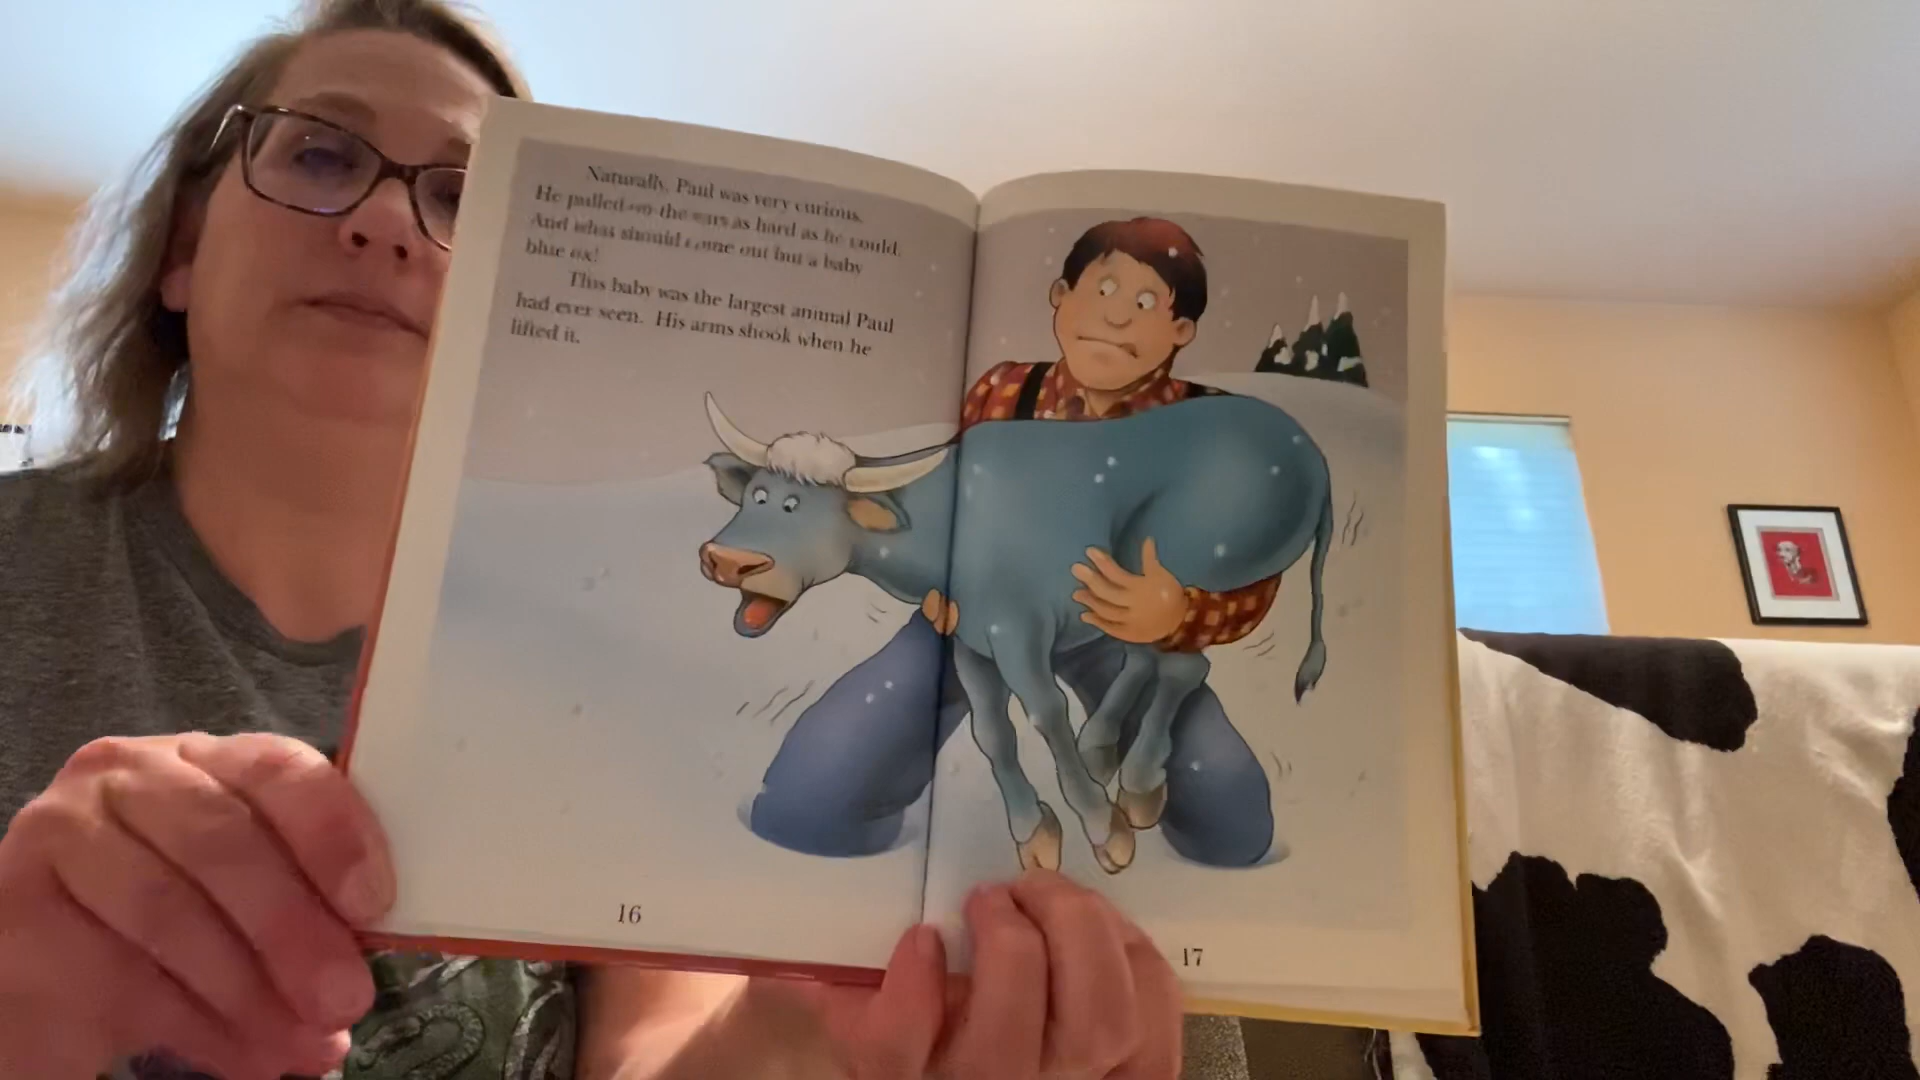 Naturally, Paul was very curious.
He pulled on the ears as hard as he could.
And what should come out but a baby
blue ox!
This baby was the largest animal Paul
had ever seen. His arms shook when he
lifted it.
16
17